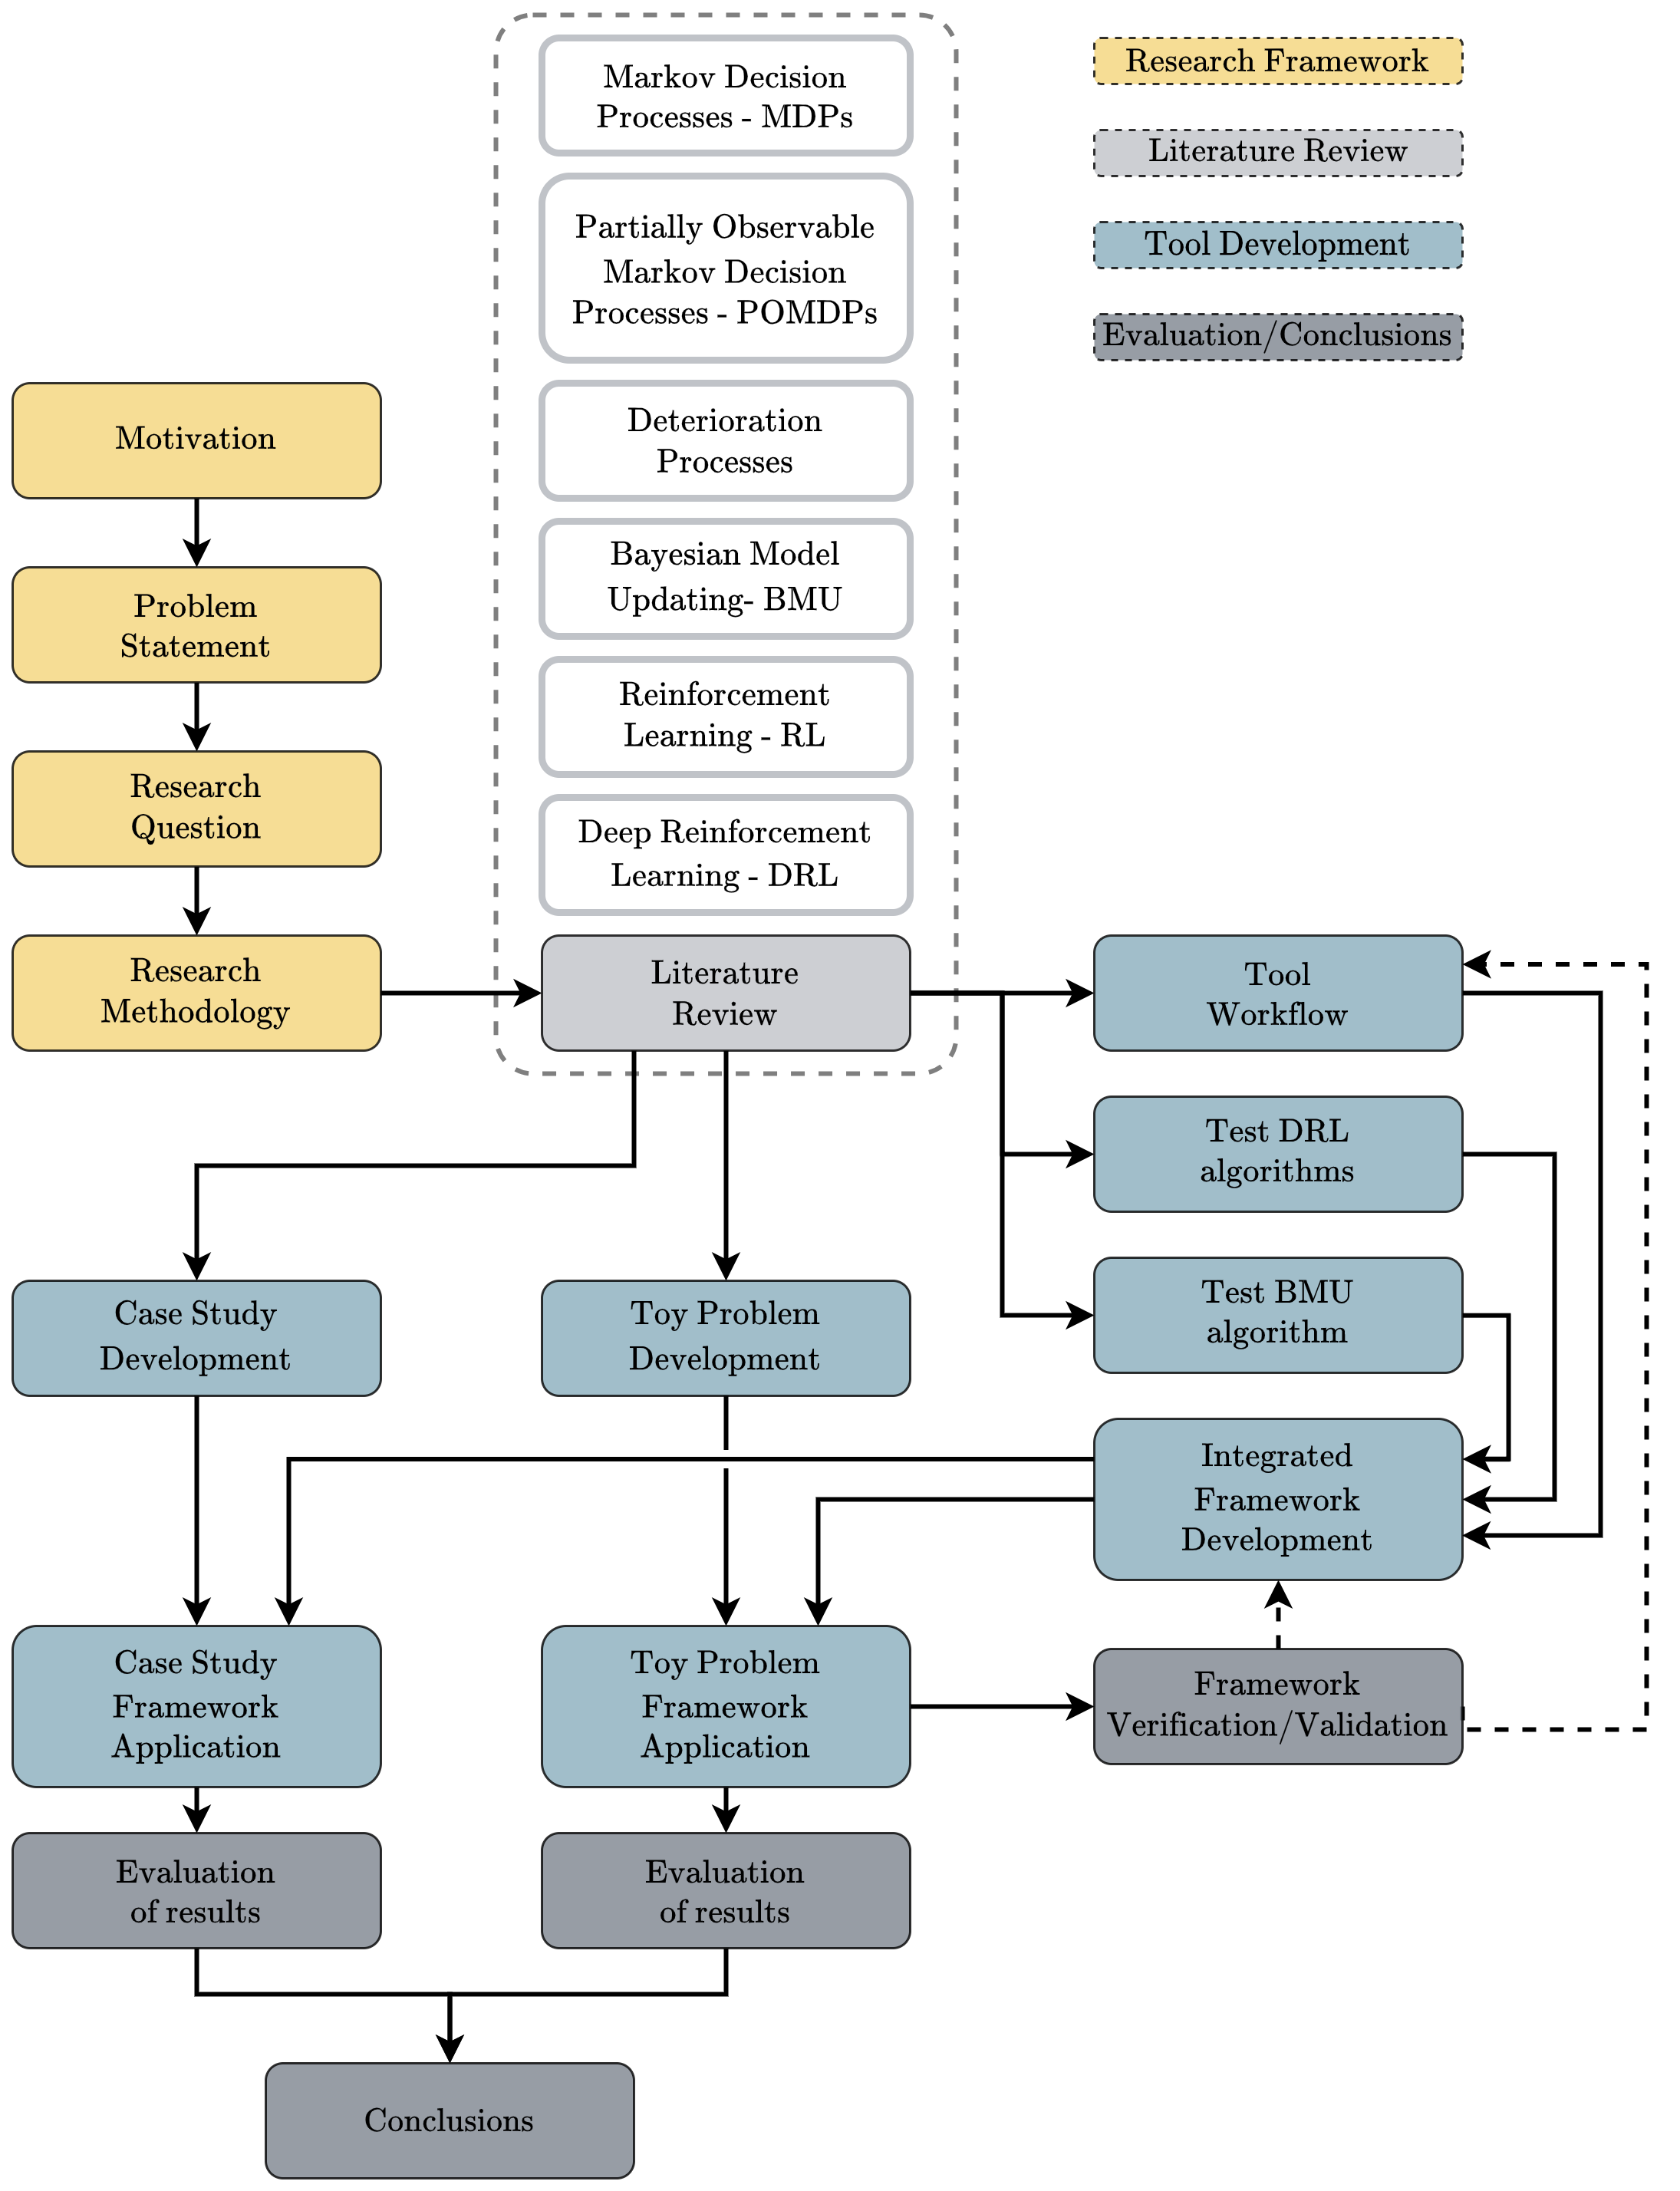 Markov Decision
Processes - MDPs
Partially Observable
Markov Decision
Processes - POMDPs
Deterioration
Processes
Bayesian Model
Updating- BMU
Reinforcement
Learning - RL
Deep Reinforcement
Learning - DRL
Literature
Review
Research Framework
Literature Review
Tool Development
Evaluation/Conclusions
Motivation
Problem
Statement
Research
Question
Research
Methodology
Tool
Workflow
Test DRL
algorithms
Test BMU
algorithm
Integrated
Framework
Development
Case Study
Development
Toy Problem
Development
Case Study
Framework
Application
Toy Problem
Framework
Application
Framework
Verification/Validation
Evaluation
of results
Evaluation
of results
Conclusions